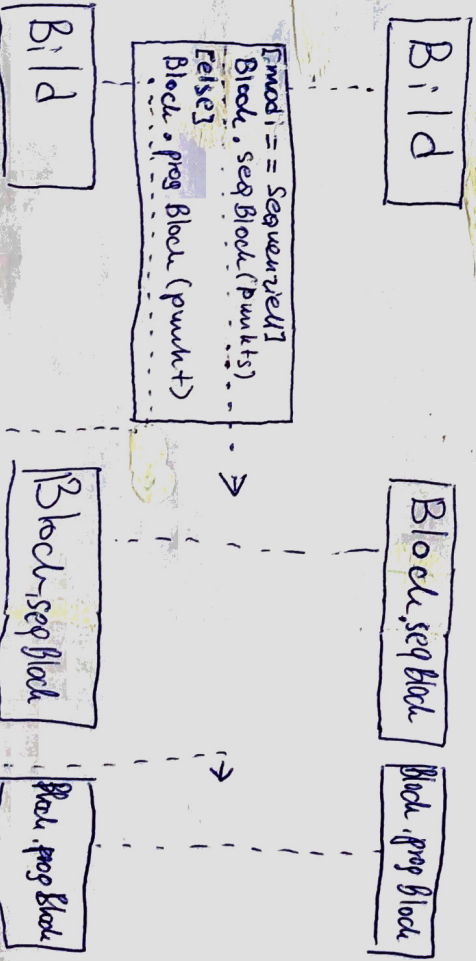 Bild
Block.seqBlock
Block.progBlock
[modi == sequenziell]
Block.seqBlock(punkts)
[else]
Block.progBlock(punkt)
Bild
Block.seqBlock
Block.progBlock